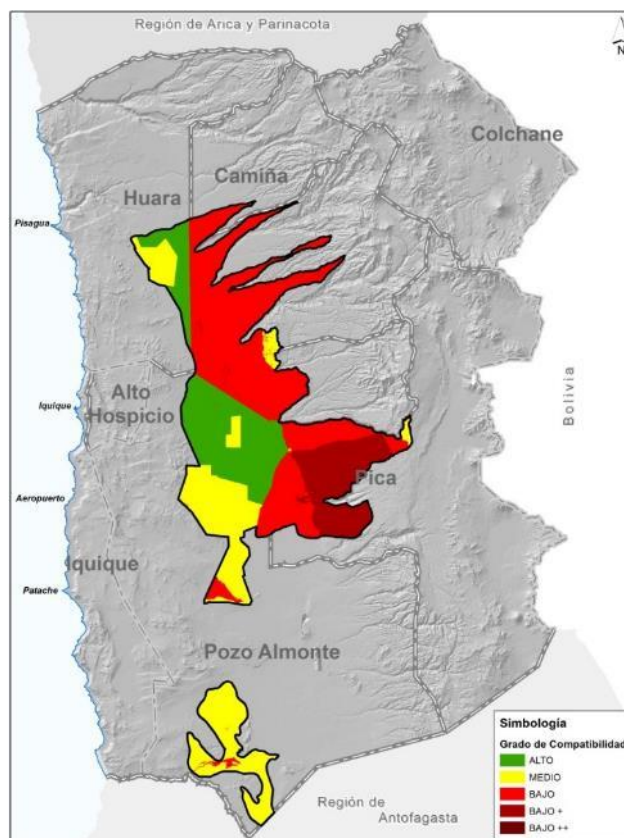 Región de Arica y Parinacota
N
Colchane
Camiña
Huara
Pisagua
Alto
Hospicio
Iquique
Bolivia
Pica
Aeropuerto
Iquique
Patache
Pozo Almonte
Simbología
Grado de Compatibilidad
ALTO
MEDIO
BAJO
BAJO +
BAJO ++
Región de
Antofagasta